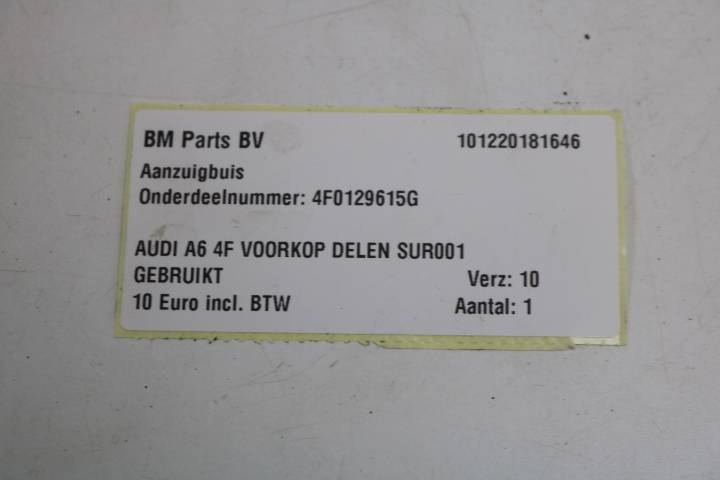 BM Parts BV 101220181646
Aanzuigbuis
Onderdeelnummer: 4F0129615G
AUDI A6 4F VOORKOP DELEN SUR001
GEBRUIKT Verz: 10
10 Euro incl. BTW Aantal: 1